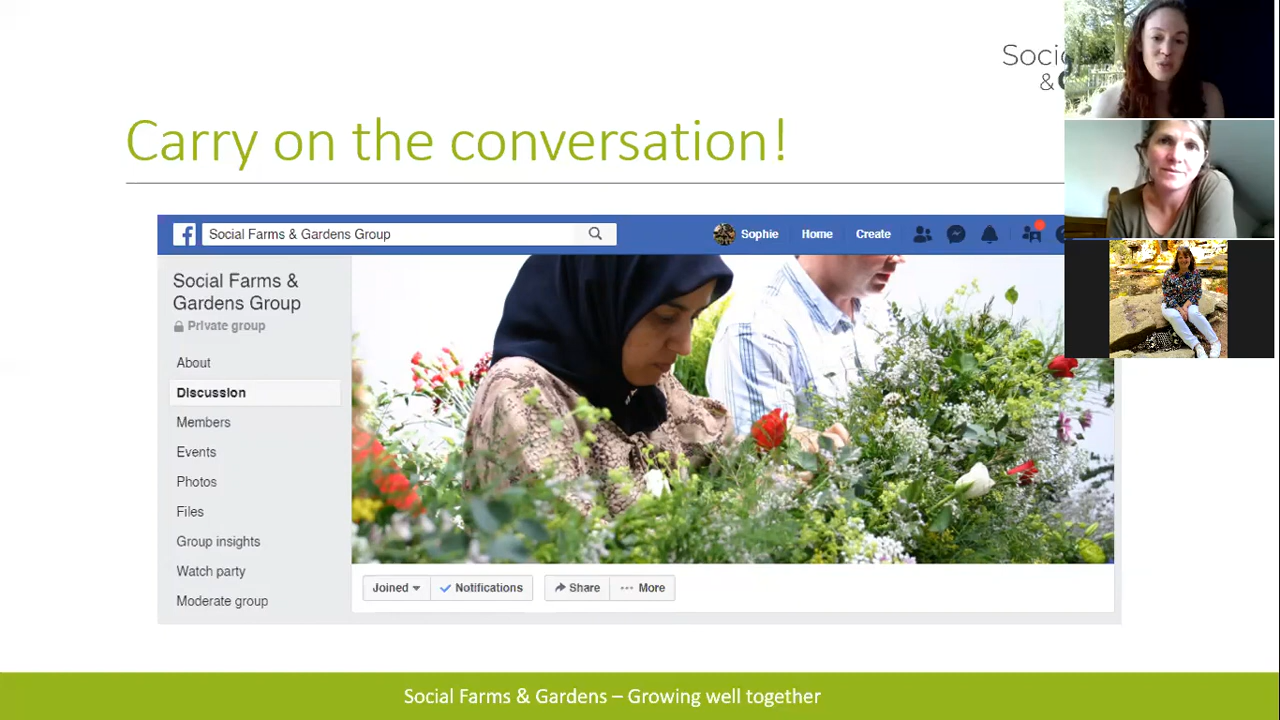 Soci
&
Carry on the conversation!
Social Farms & Gardens Group
Sophie
Home
Create
Social Farms &
Gardens Group
Private group
About
Discussion
Members
Events
Photos
Files
Group insights
Watch party
Moderate group
Joined
Notifications
Share
More
Social Farms & Gardens – Growing well together